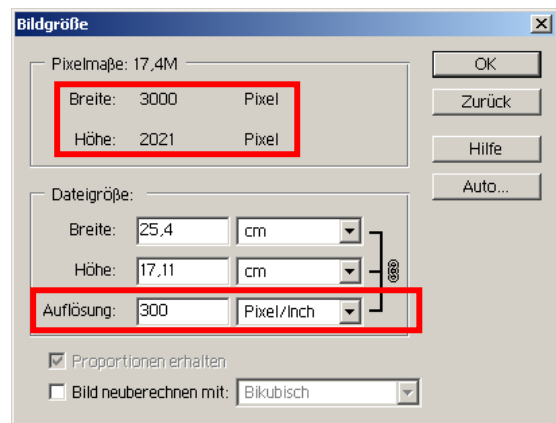 Bildgröße
Pixelmaße: 17,4M
OK
Breite: 3000 Pixel
Zurück
Höhe: 2021 Pixel
Hilfe
Auto...
Dateigröße:
Breite: 25,4 cm
Höhe: 17,11 cm
Auflösung: 300 Pixel/Inch
Proportionen erhalten
Bild neuberechnen mit: Bikubisch